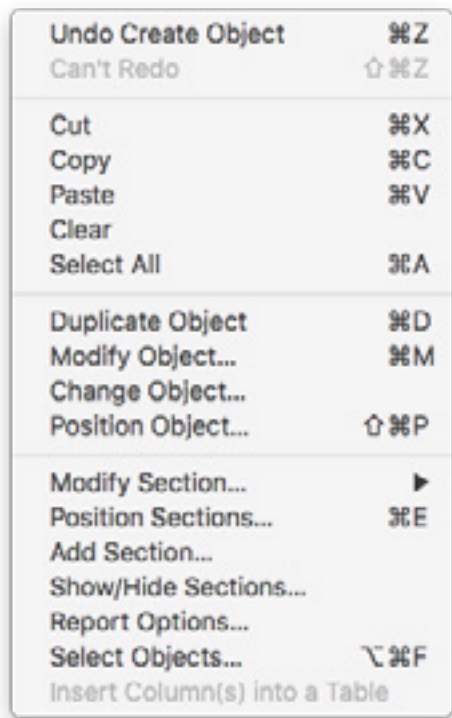 Undo Create Object ⌘Z
Can't Redo ⇧⌘Z
Cut ⌘X
Copy ⌘C
Paste ⌘V
Clear
Select All ⌘A
Duplicate Object ⌘D
Modify Object... ⌘M
Change Object...
Position Object... ⇧⌘P
Modify Section... ▶
Position Sections... ⌘E
Add Section...
Show/Hide Sections...
Report Options...
Select Objects... ⌥⌘F
Insert Column(s) into a Table